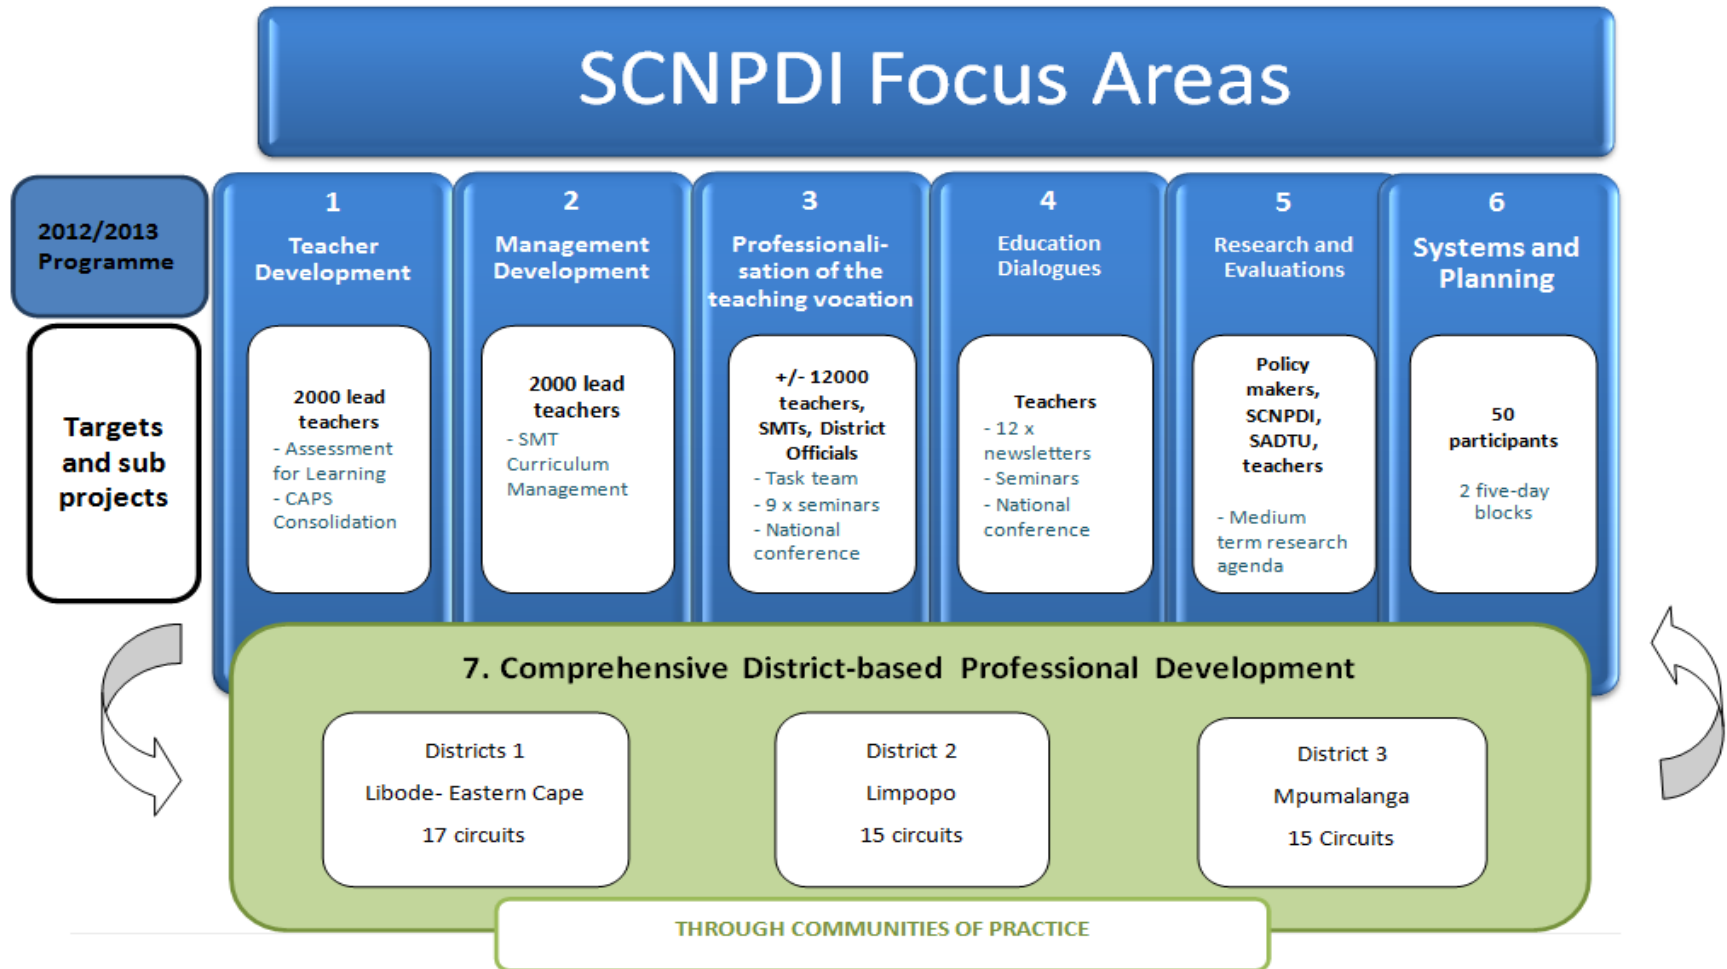 SCNPDI Focus Areas
2012/2013
Programme
Targets
and sub
projects
1
Teacher
Development
2000 lead
teachers
- Assessment
for Learning
- CAPS
Consolidation
2
Management
Development
2000 lead
teachers
- SMT
Curriculum
Management
3
Professionali-
sation of the
teaching vocation
+/- 12000
teachers,
SMTs, District
Officials
- Task team
- 9 x seminars
- National
conference
4
Education
Dialogues
Teachers
- 12 x
newsletters
- Seminars
- National
conference
5
Research and
Evaluations
Policy
makers,
SCNPDI,
SADTU,
teachers
- Medium
term research
agenda
6
Systems and
Planning
50
participants
2 five-day
blocks
7. Comprehensive District-based Professional Development
Districts 1
Libode- Eastern Cape
17 circuits
District 2
Limpopo
15 circuits
District 3
Mpumalanga
15 Circuits
THROUGH COMMUNITIES OF PRACTICE